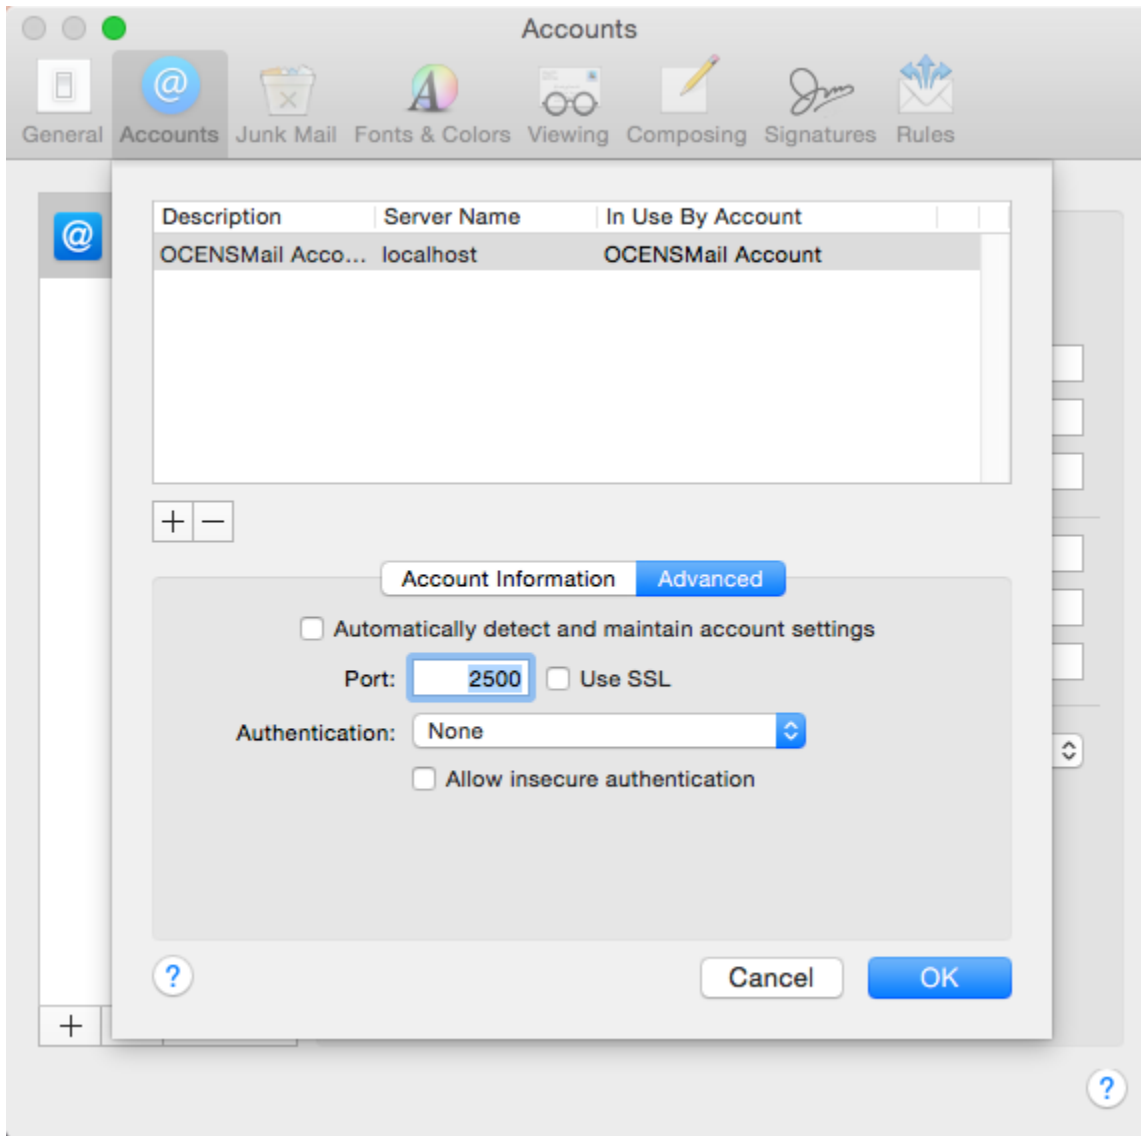 Accounts
General Accounts Junk Mail Fonts & Colors Viewing Composing Signatures Rules
Description Server Name In Use By Account
OCENSMail Acco... localhost OCENSMail Account
Account Information Advanced
Automatically detect and maintain account settings
Port: 2500 Use SSL
Authentication: None
Allow insecure authentication
? Cancel OK
?